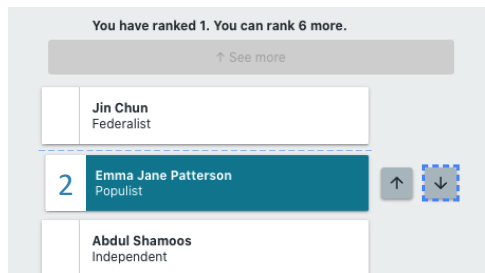 You have ranked 1. You can rank 6 more.
↑ See more
Jin Chun
Federalist
2
Emma Jane Patterson
Populist
↑ ↓
Abdul Shamoos
Independent